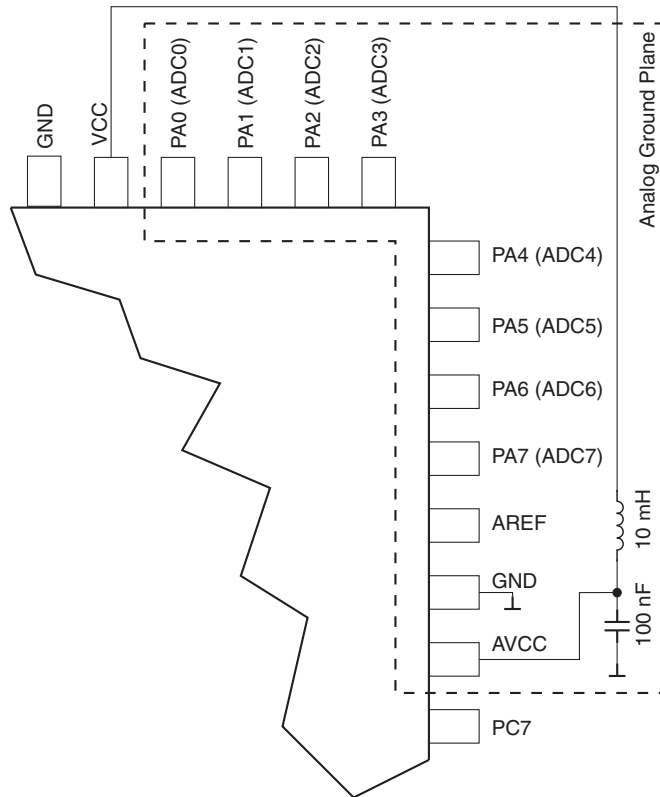 GND
VCC
PA0 (ADC0)
PA1 (ADC1)
PA2 (ADC2)
PA3 (ADC3)
Analog Ground Plane
PA4 (ADC4)
PA5 (ADC5)
PA6 (ADC6)
PA7 (ADC7)
AREF
10 mH
GND
100 nF
AVCC
PC7